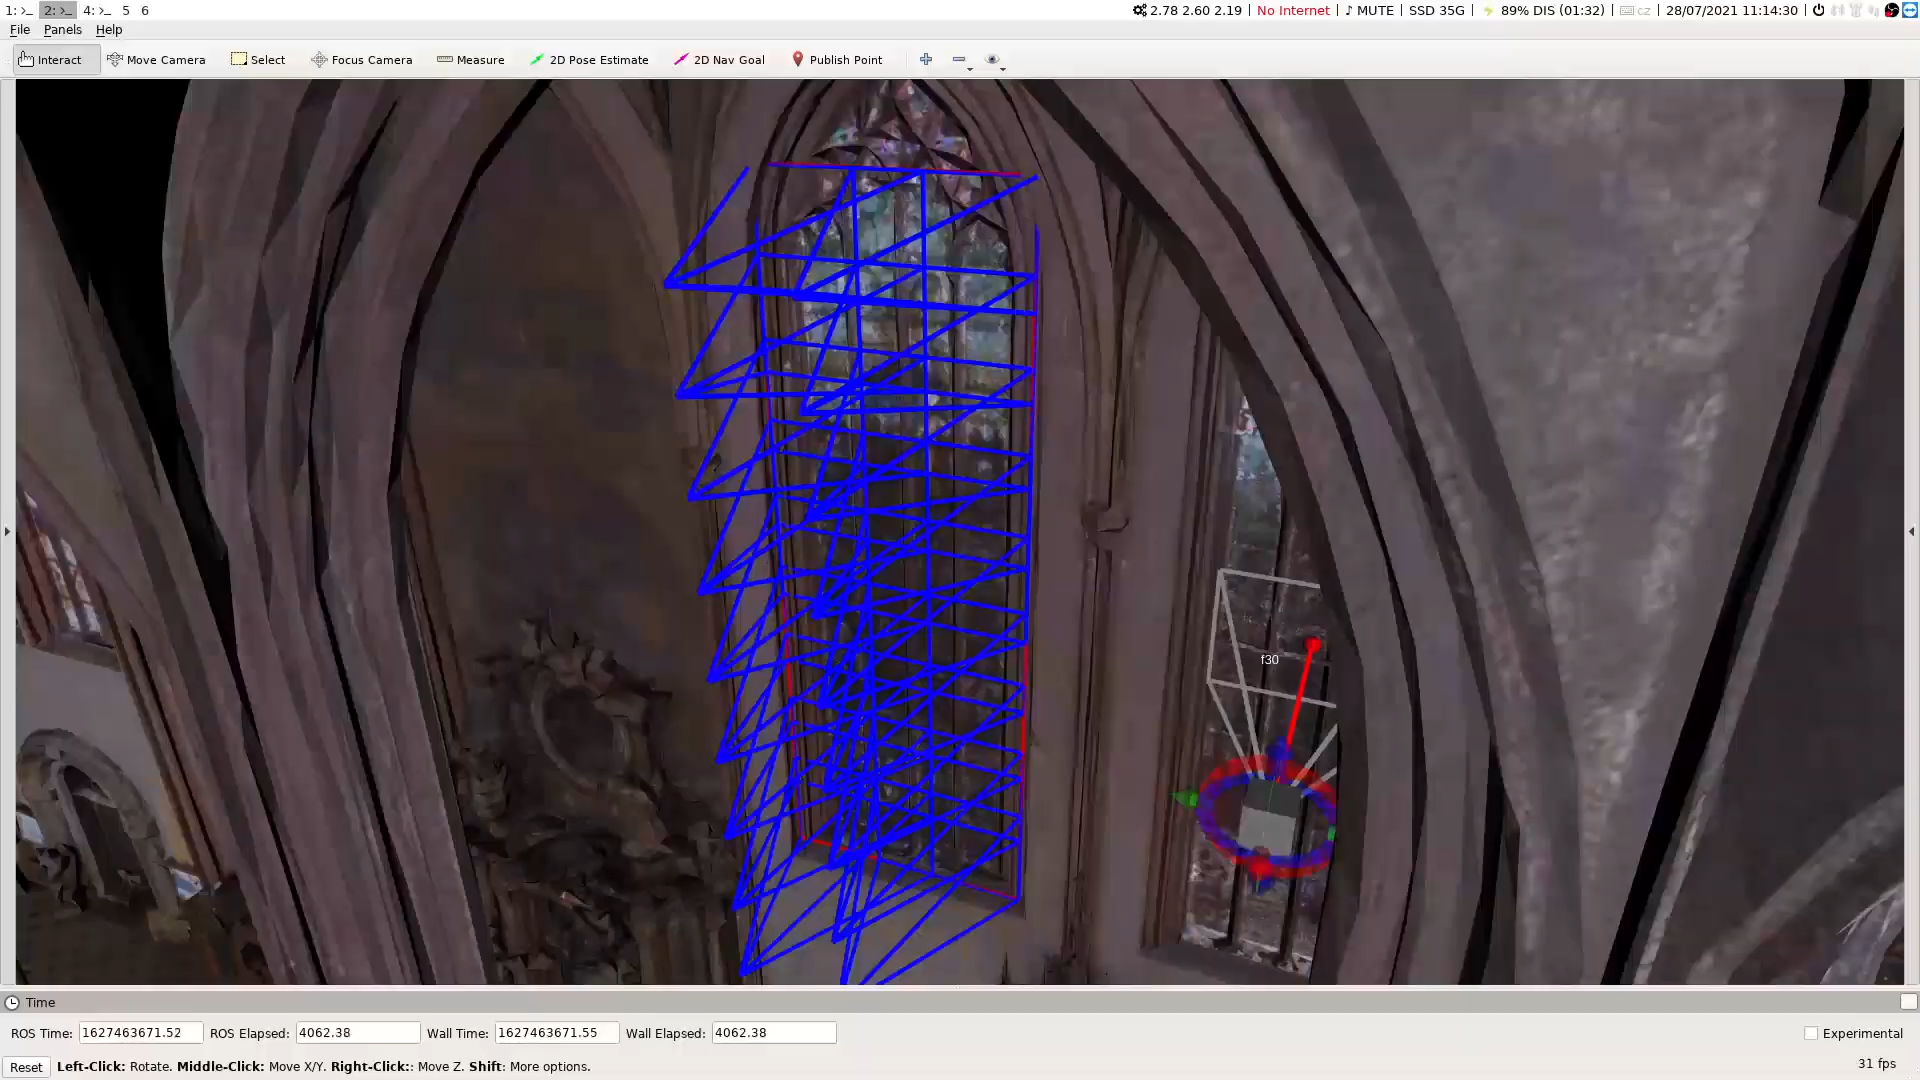 1: >_ 2: >_ 4: >_ 5 6 2.78 2.60 2.19 | No Internet | ♪ MUTE | SSD 35G | 89% DIS (01:32) | cz | 28/07/2021 11:14:30 |
File Panels Help
Interact Move Camera Select Focus Camera Measure 2D Pose Estimate 2D Nav Goal Publish Point
f30
Time
ROS Time: 1627463671.52 ROS Elapsed: 4062.38 Wall Time: 1627463671.55 Wall Elapsed: 4062.38 Experimental
Reset Left-Click: Rotate. Middle-Click: Move X/Y. Right-Click:: Move Z. Shift: More options. 31 fps